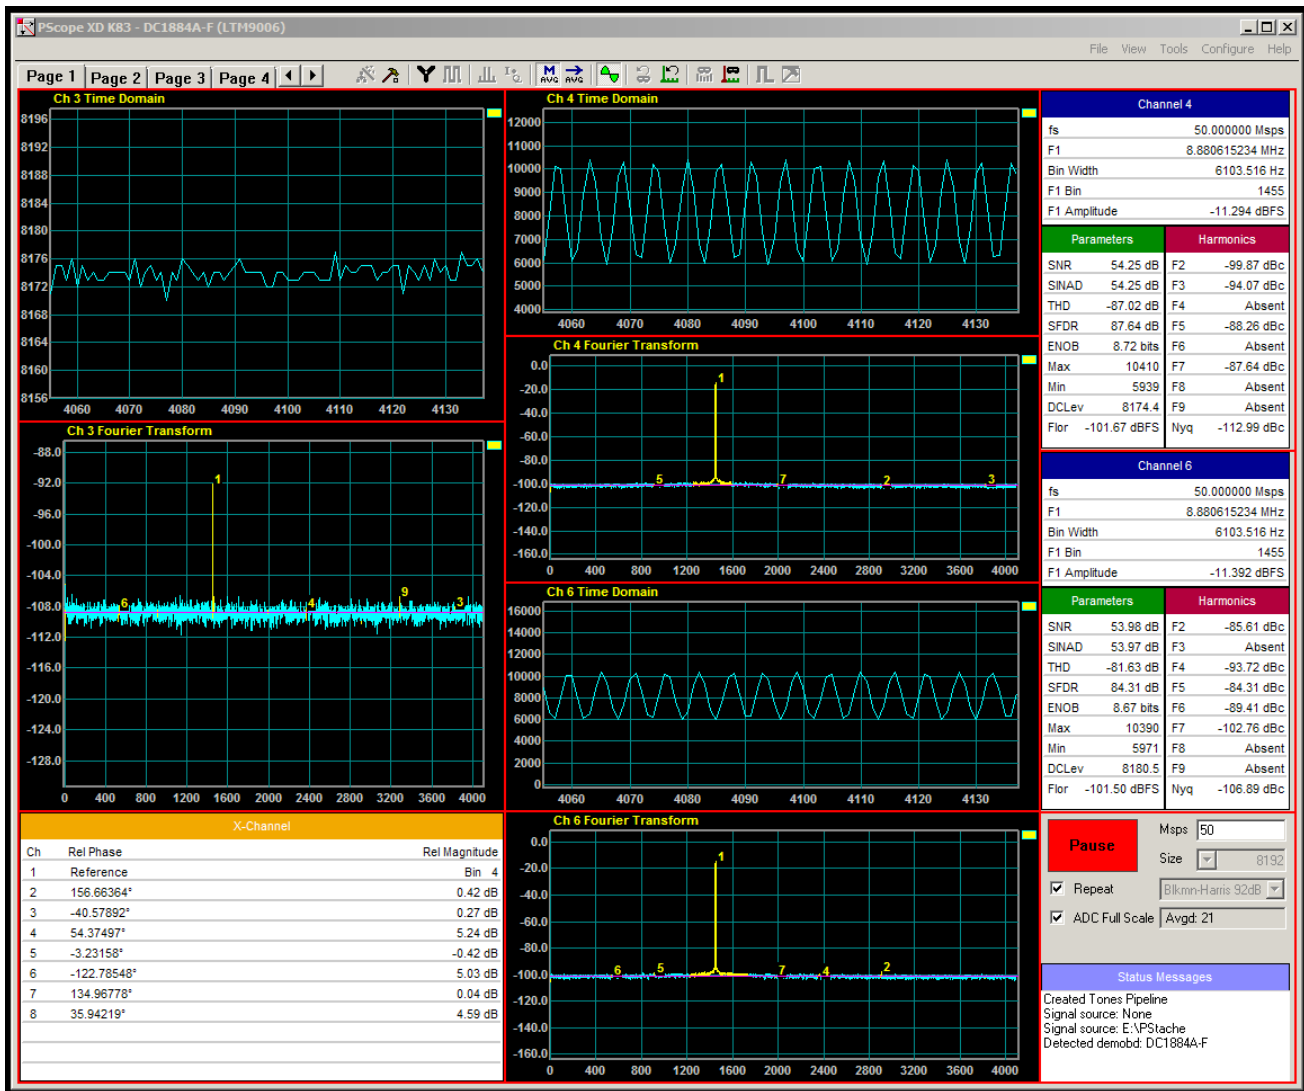 PScope XD K83 - DC1884A-F (LTM9006)
File View Tools Configure Help
Page 1 Page 2 Page 3 Page 4
M AVG AVG
Ch 3 Time Domain
8196
8192
8188
8184
8180
8176
8172
8168
8164
8160
8156
4060 4070 4080 4090 4100 4110 4120 4130
Ch 3 Fourier Transform
-88.0
-92.0
-96.0
-100.0
-104.0
-108.0
-112.0
-116.0
-120.0
-124.0
-128.0
1
6 4 9 3
0 400 800 1200 1600 2000 2400 2800 3200 3600 4000
X-Channel
Ch Rel Phase Rel Magnitude
1 Reference Bin 4
2 156.66364° 0.42 dB
3 -40.57892° 0.27 dB
4 54.37497° 5.24 dB
5 -3.23158° -0.42 dB
6 -122.78548° 5.03 dB
7 134.96778° 0.04 dB
8 35.94219° 4.59 dB
Ch 4 Time Domain
12000
11000
10000
9000
8000
7000
6000
5000
4000
4060 4070 4080 4090 4100 4110 4120 4130
Ch 4 Fourier Transform
0.0
-20.0
-40.0
-60.0
-80.0
-100.0
-120.0
-140.0
-160.0
1
5 7 2 3
0 400 800 1200 1600 2000 2400 2800 3200 3600 4000
Ch 6 Time Domain
16000
14000
12000
10000
8000
6000
4000
2000
0
4060 4070 4080 4090 4100 4110 4120 4130
Ch 6 Fourier Transform
0.0
-20.0
-40.0
-60.0
-80.0
-100.0
-120.0
-140.0
-160.0
1
6 5 7 4 2
0 400 800 1200 1600 2000 2400 2800 3200 3600 4000
Channel 4
fs 50.000000 Msps
F1 8.880615234 MHz
Bin Width 6103.516 Hz
F1 Bin 1455
F1 Amplitude -11.294 dBFS
Parameters Harmonics
SNR 54.25 dB F2 -99.87 dBc
SINAD 54.25 dB F3 -94.07 dBc
THD -87.02 dB F4 Absent
SFDR 87.64 dB F5 -88.26 dBc
ENOB 8.72 bits F6 Absent
Max 10410 F7 -87.64 dBc
Min 5939 F8 Absent
DCLev 8174.4 F9 Absent
Flor -101.67 dBFS Nyq -112.99 dBc
Channel 6
fs 50.000000 Msps
F1 8.880615234 MHz
Bin Width 6103.516 Hz
F1 Bin 1455
F1 Amplitude -11.392 dBFS
Parameters Harmonics
SNR 53.98 dB F2 -85.61 dBc
SINAD 53.97 dB F3 Absent
THD -81.63 dB F4 -93.72 dBc
SFDR 84.31 dB F5 -84.31 dBc
ENOB 8.67 bits F6 -89.41 dBc
Max 10390 F7 -102.76 dBc
Min 5971 F8 Absent
DCLev 8180.5 F9 Absent
Flor -101.50 dBFS Nyq -106.89 dBc
Pause
Msps 50
Size 8192
Repeat Blkmn-Harris 92dB
ADC Full Scale Avgd: 21
Status Messages
Created Tones Pipeline
Signal source: None
Signal source: E:\PStache
Detected demobd: DC1884A-F